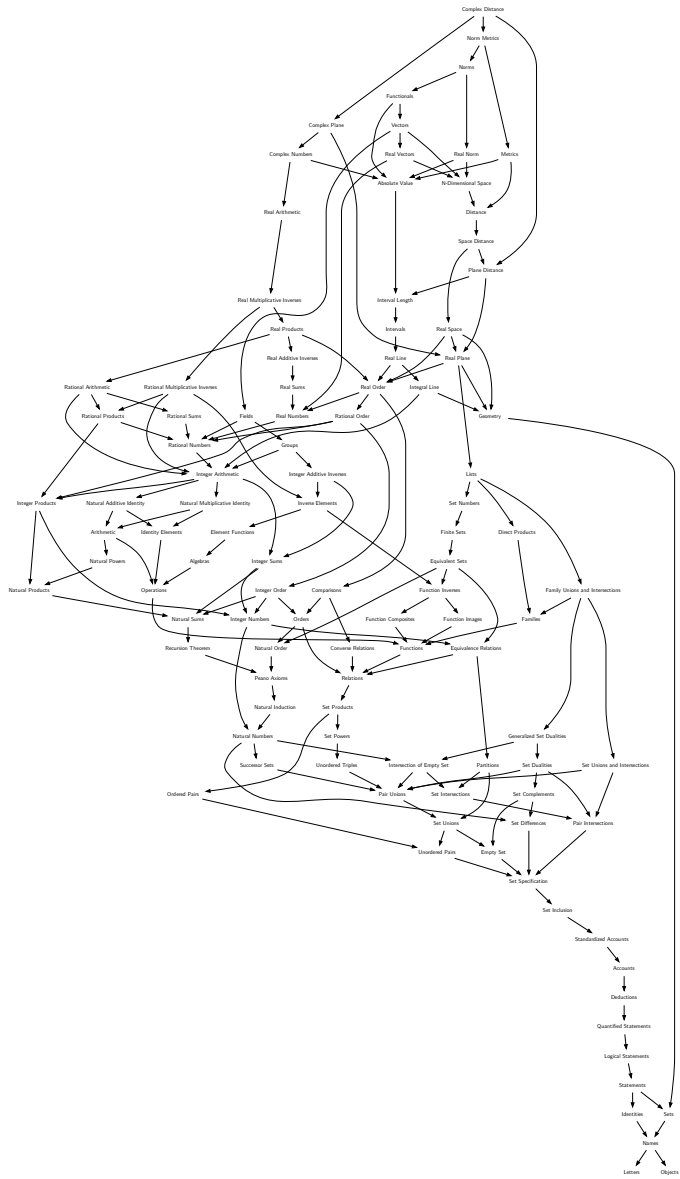 Complex Distance
Norm Metrics
Norms
Functionals
Complex Plane
Vectors
Complex Numbers
Real Vectors
Real Norm
Metrics
Absolute Value
N-Dimensional Space
Real Arithmetic
Distance
Space Distance
Plane Distance
Real Multiplicative Inverses
Interval Length
Real Products
Intervals
Real Space
Real Additive Inverses
Real Line
Real Plane
Rational Arithmetic
Rational Multiplicative Inverses
Real Sums
Real Order
Integral Line
Rational Products
Rational Sums
Fields
Real Numbers
Rational Order
Geometry
Rational Numbers
Groups
Integer Arithmetic
Integer Additive Inverses
Lists
Integer Products
Natural Additive Identity
Natural Multiplicative Identity
Inverse Elements
Set Numbers
Arithmetic
Identity Elements
Element Functions
Finite Sets
Direct Products
Natural Powers
Algebras
Integer Sums
Equivalent Sets
Natural Products
Operations
Integer Order
Comparisons
Function Inverses
Family Unions and Intersections
Natural Sums
Integer Numbers
Orders
Function Composites
Function Images
Families
Recursion Theorem
Natural Order
Converse Relations
Functions
Equivalence Relations
Peano Axioms
Relations
Natural Induction
Set Products
Natural Numbers
Set Powers
Generalized Set Dualities
Successor Sets
Unordered Triples
Intersection of Empty Set
Partitions
Set Dualities
Set Unions and Intersections
Ordered Pairs
Pair Unions
Set Intersections
Set Complements
Set Unions
Set Differences
Pair Intersections
Unordered Pairs
Empty Set
Set Specification
Set Inclusion
Standardized Accounts
Accounts
Deductions
Quantified Statements
Logical Statements
Statements
Identities
Sets
Names
Letters
Objects